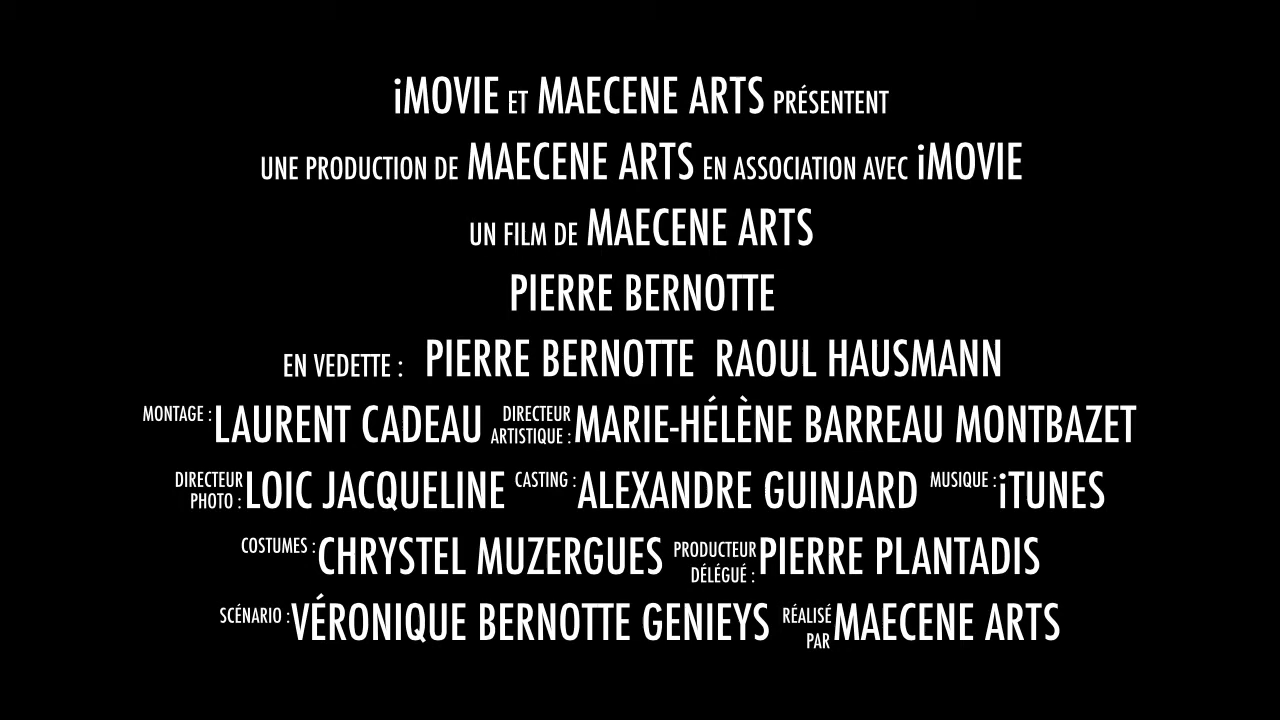 iMOVIE ET MAECENE ARTS PRÉSENTENT
UNE PRODUCTION DE MAECENE ARTS EN ASSOCIATION AVEC iMOVIE
UN FILM DE MAECENE ARTS
PIERRE BERNOTTE
EN VEDETTE : PIERRE BERNOTTE RAOUL HAUSMANN
MONTAGE : LAURENT CADEAU DIRECTEUR ARTISTIQUE : MARIE-HÉLÈNE BARREAU MONTBAZET
DIRECTEUR PHOTO : LOIC JACQUELINE CASTING : ALEXANDRE GUINJARD MUSIQUE : iTUNES
COSTUMES : CHRYSTEL MUZERGUES PRODUCTEUR DÉLÉGUÉ : PIERRE PLANTADIS
SCÉNARIO : VÉRONIQUE BERNOTTE GENIEYS RÉALISÉ PAR MAECENE ARTS